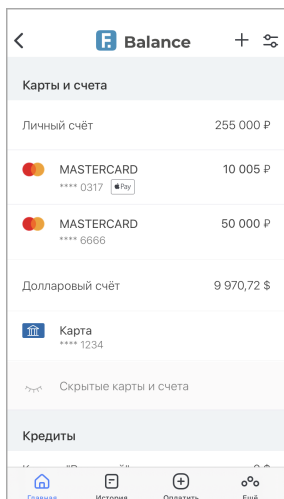 F. Balance
Карты и счета
Личный счёт 255 000 ₽
MASTERCARD 10 005 ₽
**** 0317 Pay
MASTERCARD 50 000 ₽
**** 6666
Долларовый счёт 9 970,72 $
Карта
**** 1234
Скрытые карты и счета
Кредиты
Главная История Оплатить Ещё